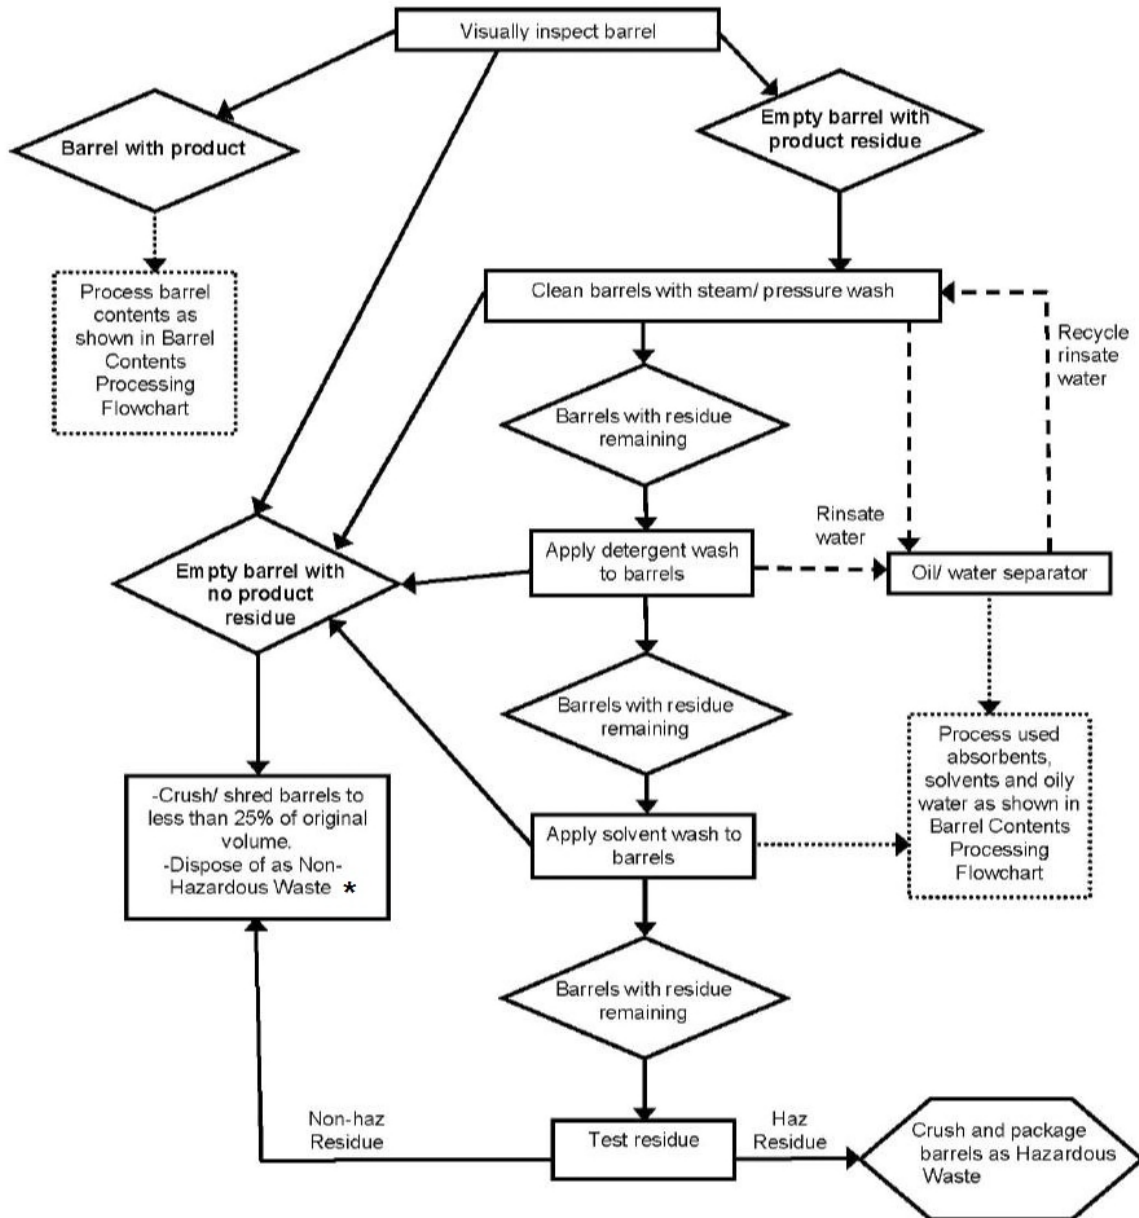 Visually inspect barrel
Barrel with product
Empty barrel with
product residue
Process barrel
contents as
shown in Barrel
Contents
Processing
Flowchart
Clean barrels with steam/ pressure wash
Recycle
rinsate
water
Barrels with residue
remaining
Rinsate
water
Apply detergent wash
to barrels
Oil/ water separator
Empty barrel with
no product
residue
Barrels with residue
remaining
Process used
absorbents,
solvents and oily
water as shown in
Barrel Contents
Processing
Flowchart
-Crush/ shred barrels to
less than 25% of original
volume.
-Dispose of as Non-
Hazardous Waste *
Apply solvent wash to
barrels
Barrels with residue
remaining
Non-haz
Residue
Test residue
Haz
Residue
Crush and package
barrels as Hazardous
Waste